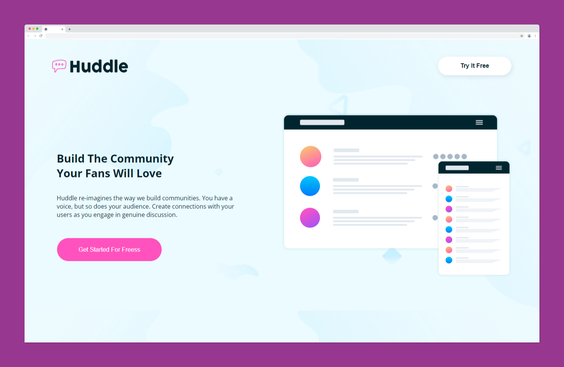 Huddle
Try It Free
Build The Community
Your Fans Will Love
Huddle re-imagines the way we build communities. You have a
voice, but so does your audience. Create connections with your
users as you engage in genuine discussion.
Get Started For Freess